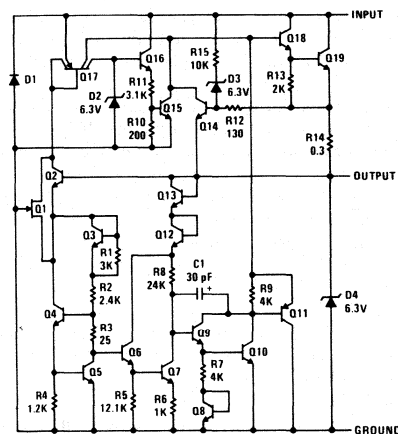 INPUT
Q18
Q19
Q16
R15
10K
D3
6.3V
D1
Q17
R11
3.1K
R13
2K
D2
6.3V
Q15
Q14
R12
130
R10
200
R14
0.3
Q2
OUTPUT
Q1
Q13
Q3
R1
3K
Q12
R8
24K
C1
30 pF
+
R9
4K
D4
6.3V
R2
2.4K
Q11
Q4
R3
25
Q9
Q6
Q10
Q5
Q7
R7
4K
R4
1.2K
R5
12.1K
R6
1K
Q8
GROUND